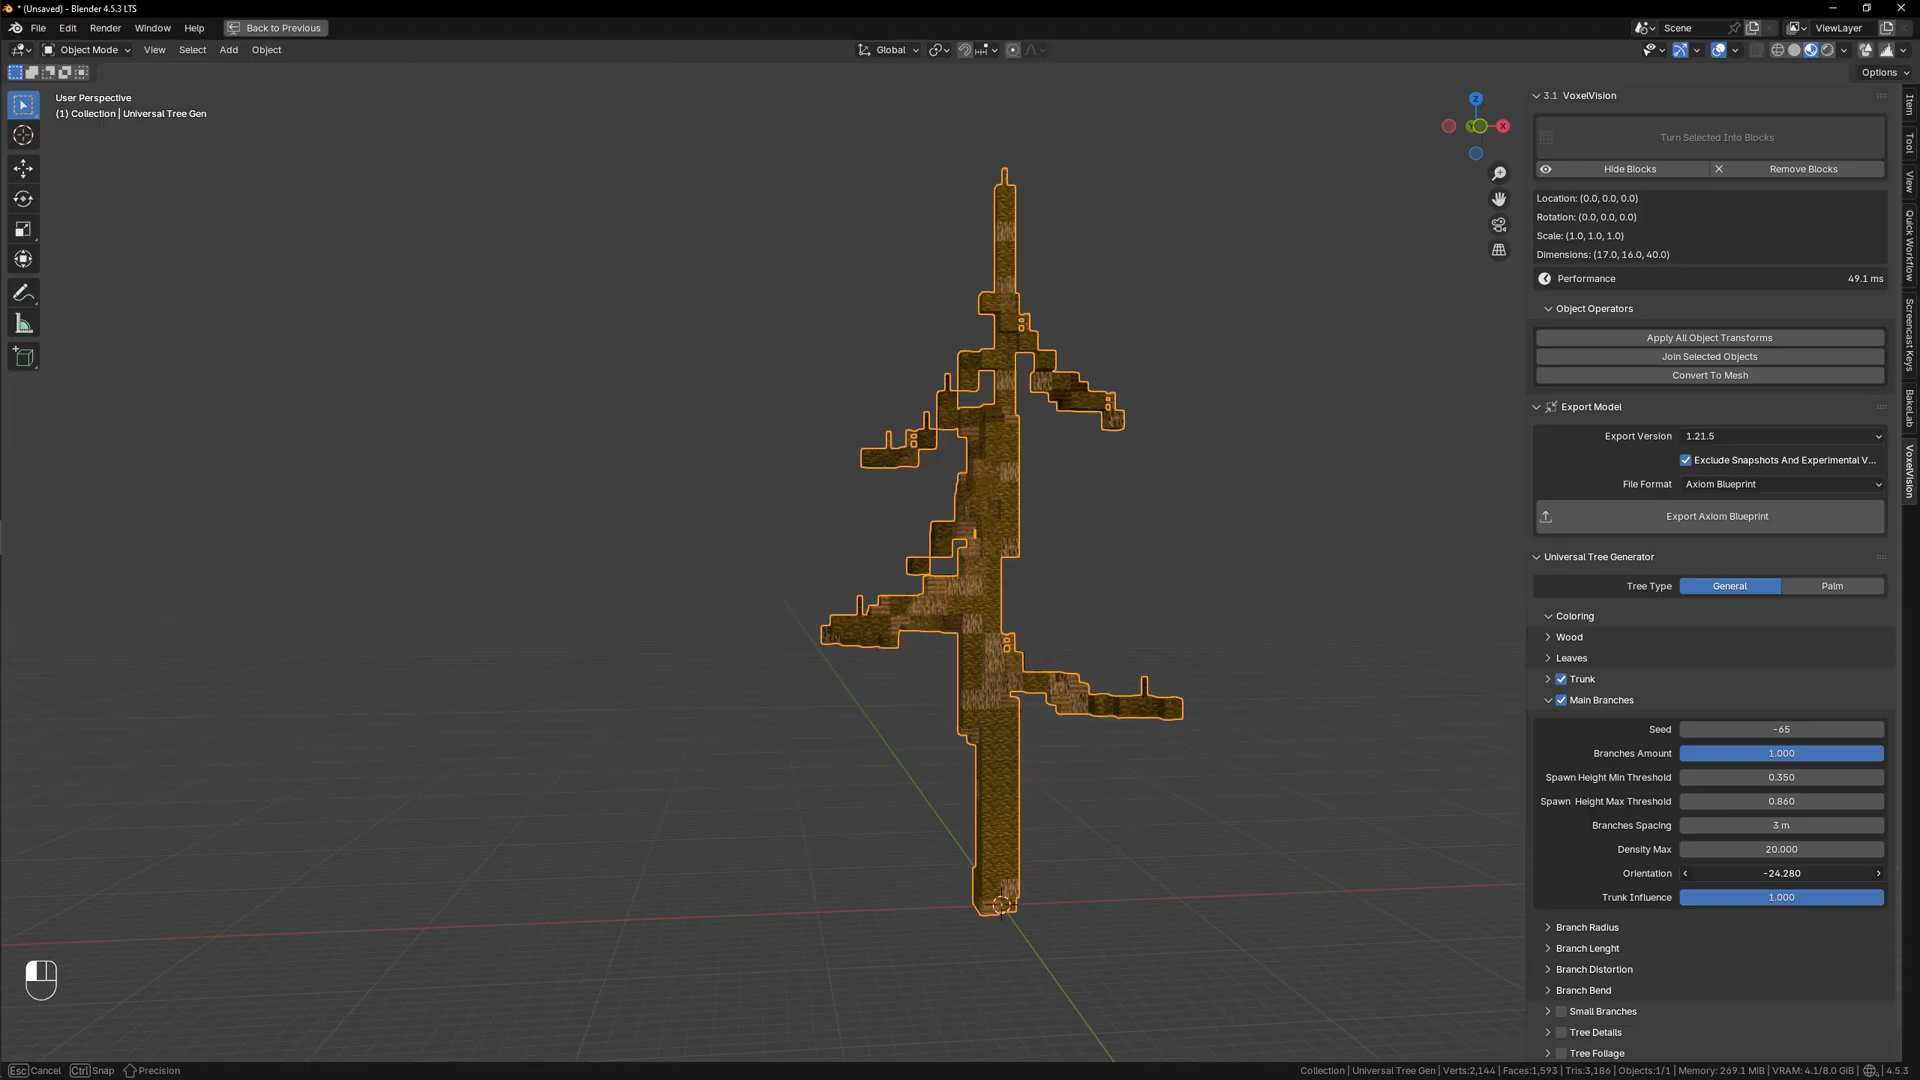 * (Unsaved) - Blender 4.5.3 LTS
File Edit Render Window Help Back to Previous Scene ViewLayer
Object Mode View Select Add Object Global
Options
User Perspective
(1) Collection | Universal Tree Gen
Z
Y
X
3.1 VoxelVision
Turn Selected Into Blocks
Hide Blocks Remove Blocks
Location: (0.0, 0.0, 0.0)
Rotation: (0.0, 0.0, 0.0)
Scale: (1.0, 1.0, 1.0)
Dimensions: (17.0, 16.0, 40.0)
Performance 49.1 ms
Object Operators
Apply All Object Transforms
Join Selected Objects
Convert To Mesh
Export Model
Export Version 1.21.5
Exclude Snapshots And Experimental V...
File Format Axiom Blueprint
Export Axiom Blueprint
Universal Tree Generator
Tree Type General Palm
Coloring
Wood
Leaves
Trunk
Main Branches
Seed -65
Branches Amount 1.000
Spawn Height Min Threshold 0.350
Spawn Height Max Threshold 0.860
Branches Spacing 3 m
Density Max 20.000
Orientation -24.280
Trunk Influence 1.000
Branch Radius
Branch Lenght
Branch Distortion
Branch Bend
Small Branches
Tree Details
Tree Foliage
Item
Tool
View
Quick Workflow
Screencast Keys
BakeLab
VoxelVision
Esc Cancel Ctrl Snap Precision
Collection | Universal Tree Gen | Verts:2,144 | Faces:1,593 | Tris:3,186 | Objects:1/1 | Memory: 269.1 MiB | VRAM: 4.1/8.0 GiB | 4.5.3